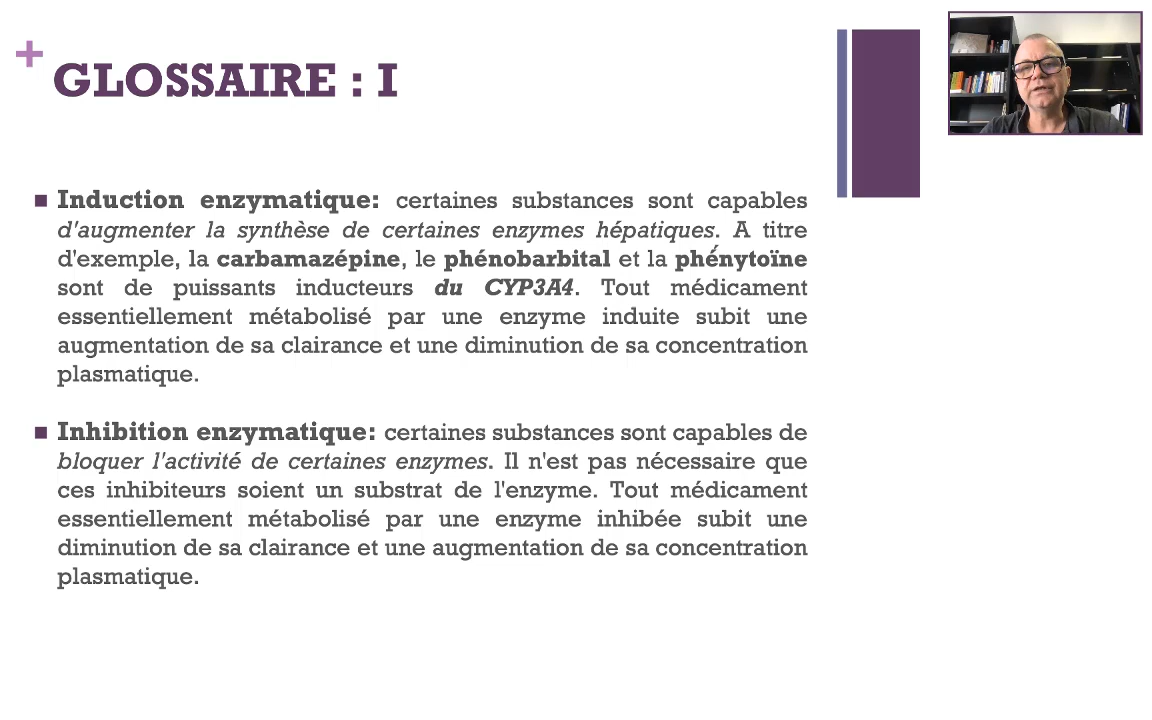 +
GLOSSAIRE : I
■ Induction enzymatique: certaines substances sont capables
d'augmenter la synthèse de certaines enzymes hépatiques. A titre
d'exemple, la carbamazépine, le phénobarbital et la phénytoïne
sont de puissants inducteurs du CYP3A4. Tout médicament
essentiellement métabolisé par une enzyme induite subit une
augmentation de sa clairance et une diminution de sa concentration
plasmatique.
■ Inhibition enzymatique: certaines substances sont capables de
bloquer l'activité de certaines enzymes. Il n'est pas nécessaire que
ces inhibiteurs soient un substrat de l'enzyme. Tout médicament
essentiellement métabolisé par une enzyme inhibée subit une
diminution de sa clairance et une augmentation de sa concentration
plasmatique.